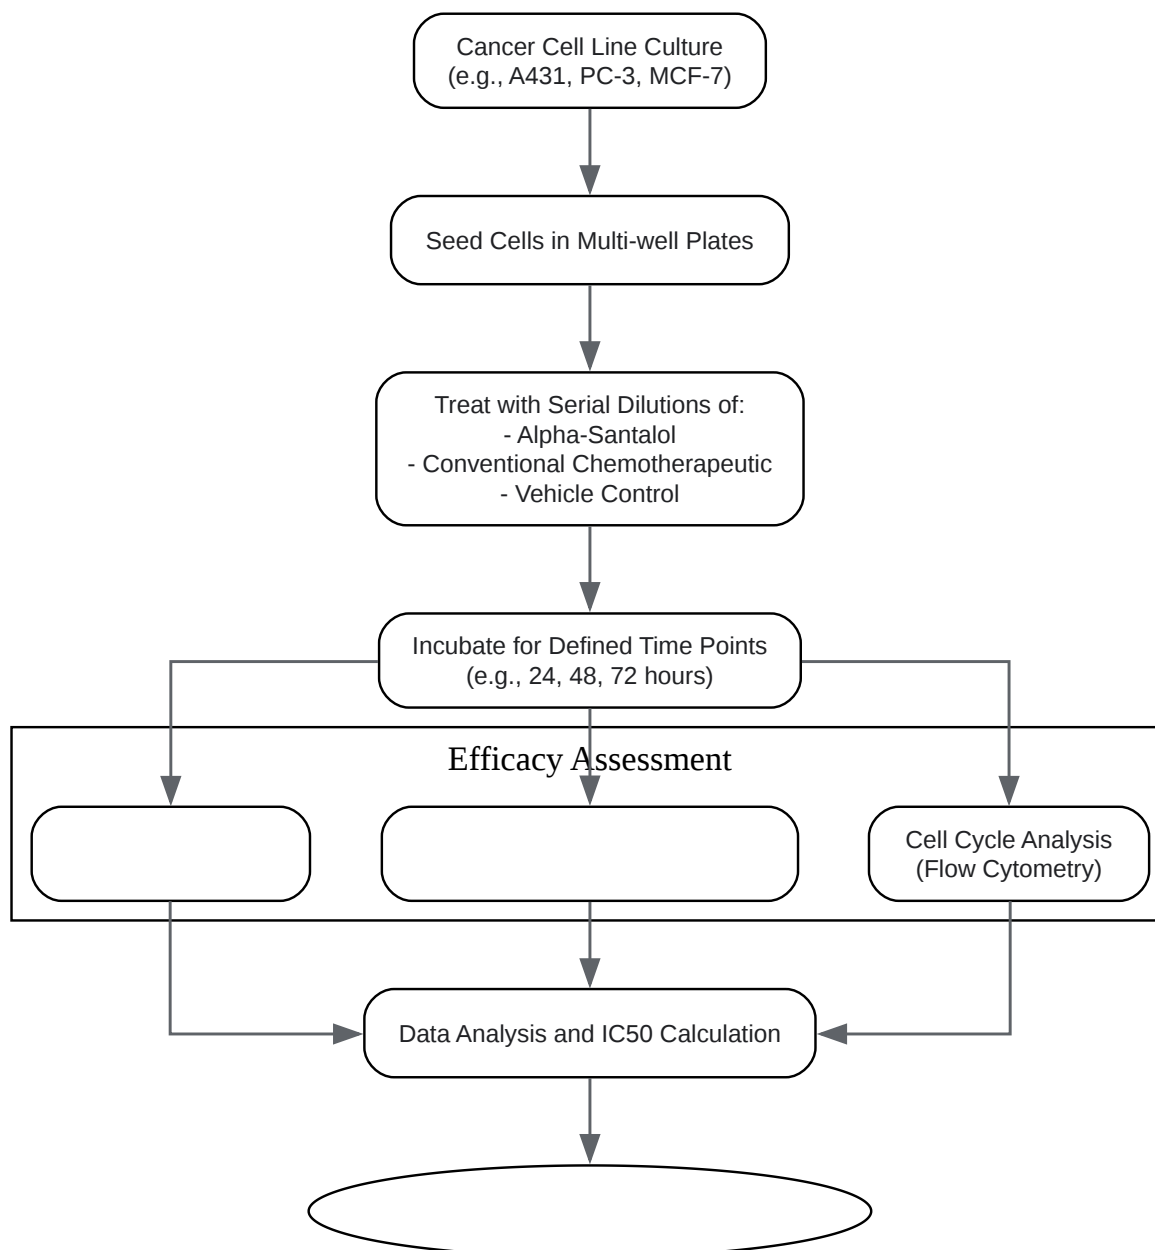 Cancer Cell Line Culture
(e.g., A431, PC-3, MCF-7)
Seed Cells in Multi-well Plates
Treat with Serial Dilutions of:
- Alpha-Santalol
- Conventional Chemotherapeutic
- Vehicle Control
Incubate for Defined Time Points
(e.g., 24, 48, 72 hours)
Efficacy Assessment
Cell Cycle Analysis
(Flow Cytometry)
Data Analysis and IC50 Calculation